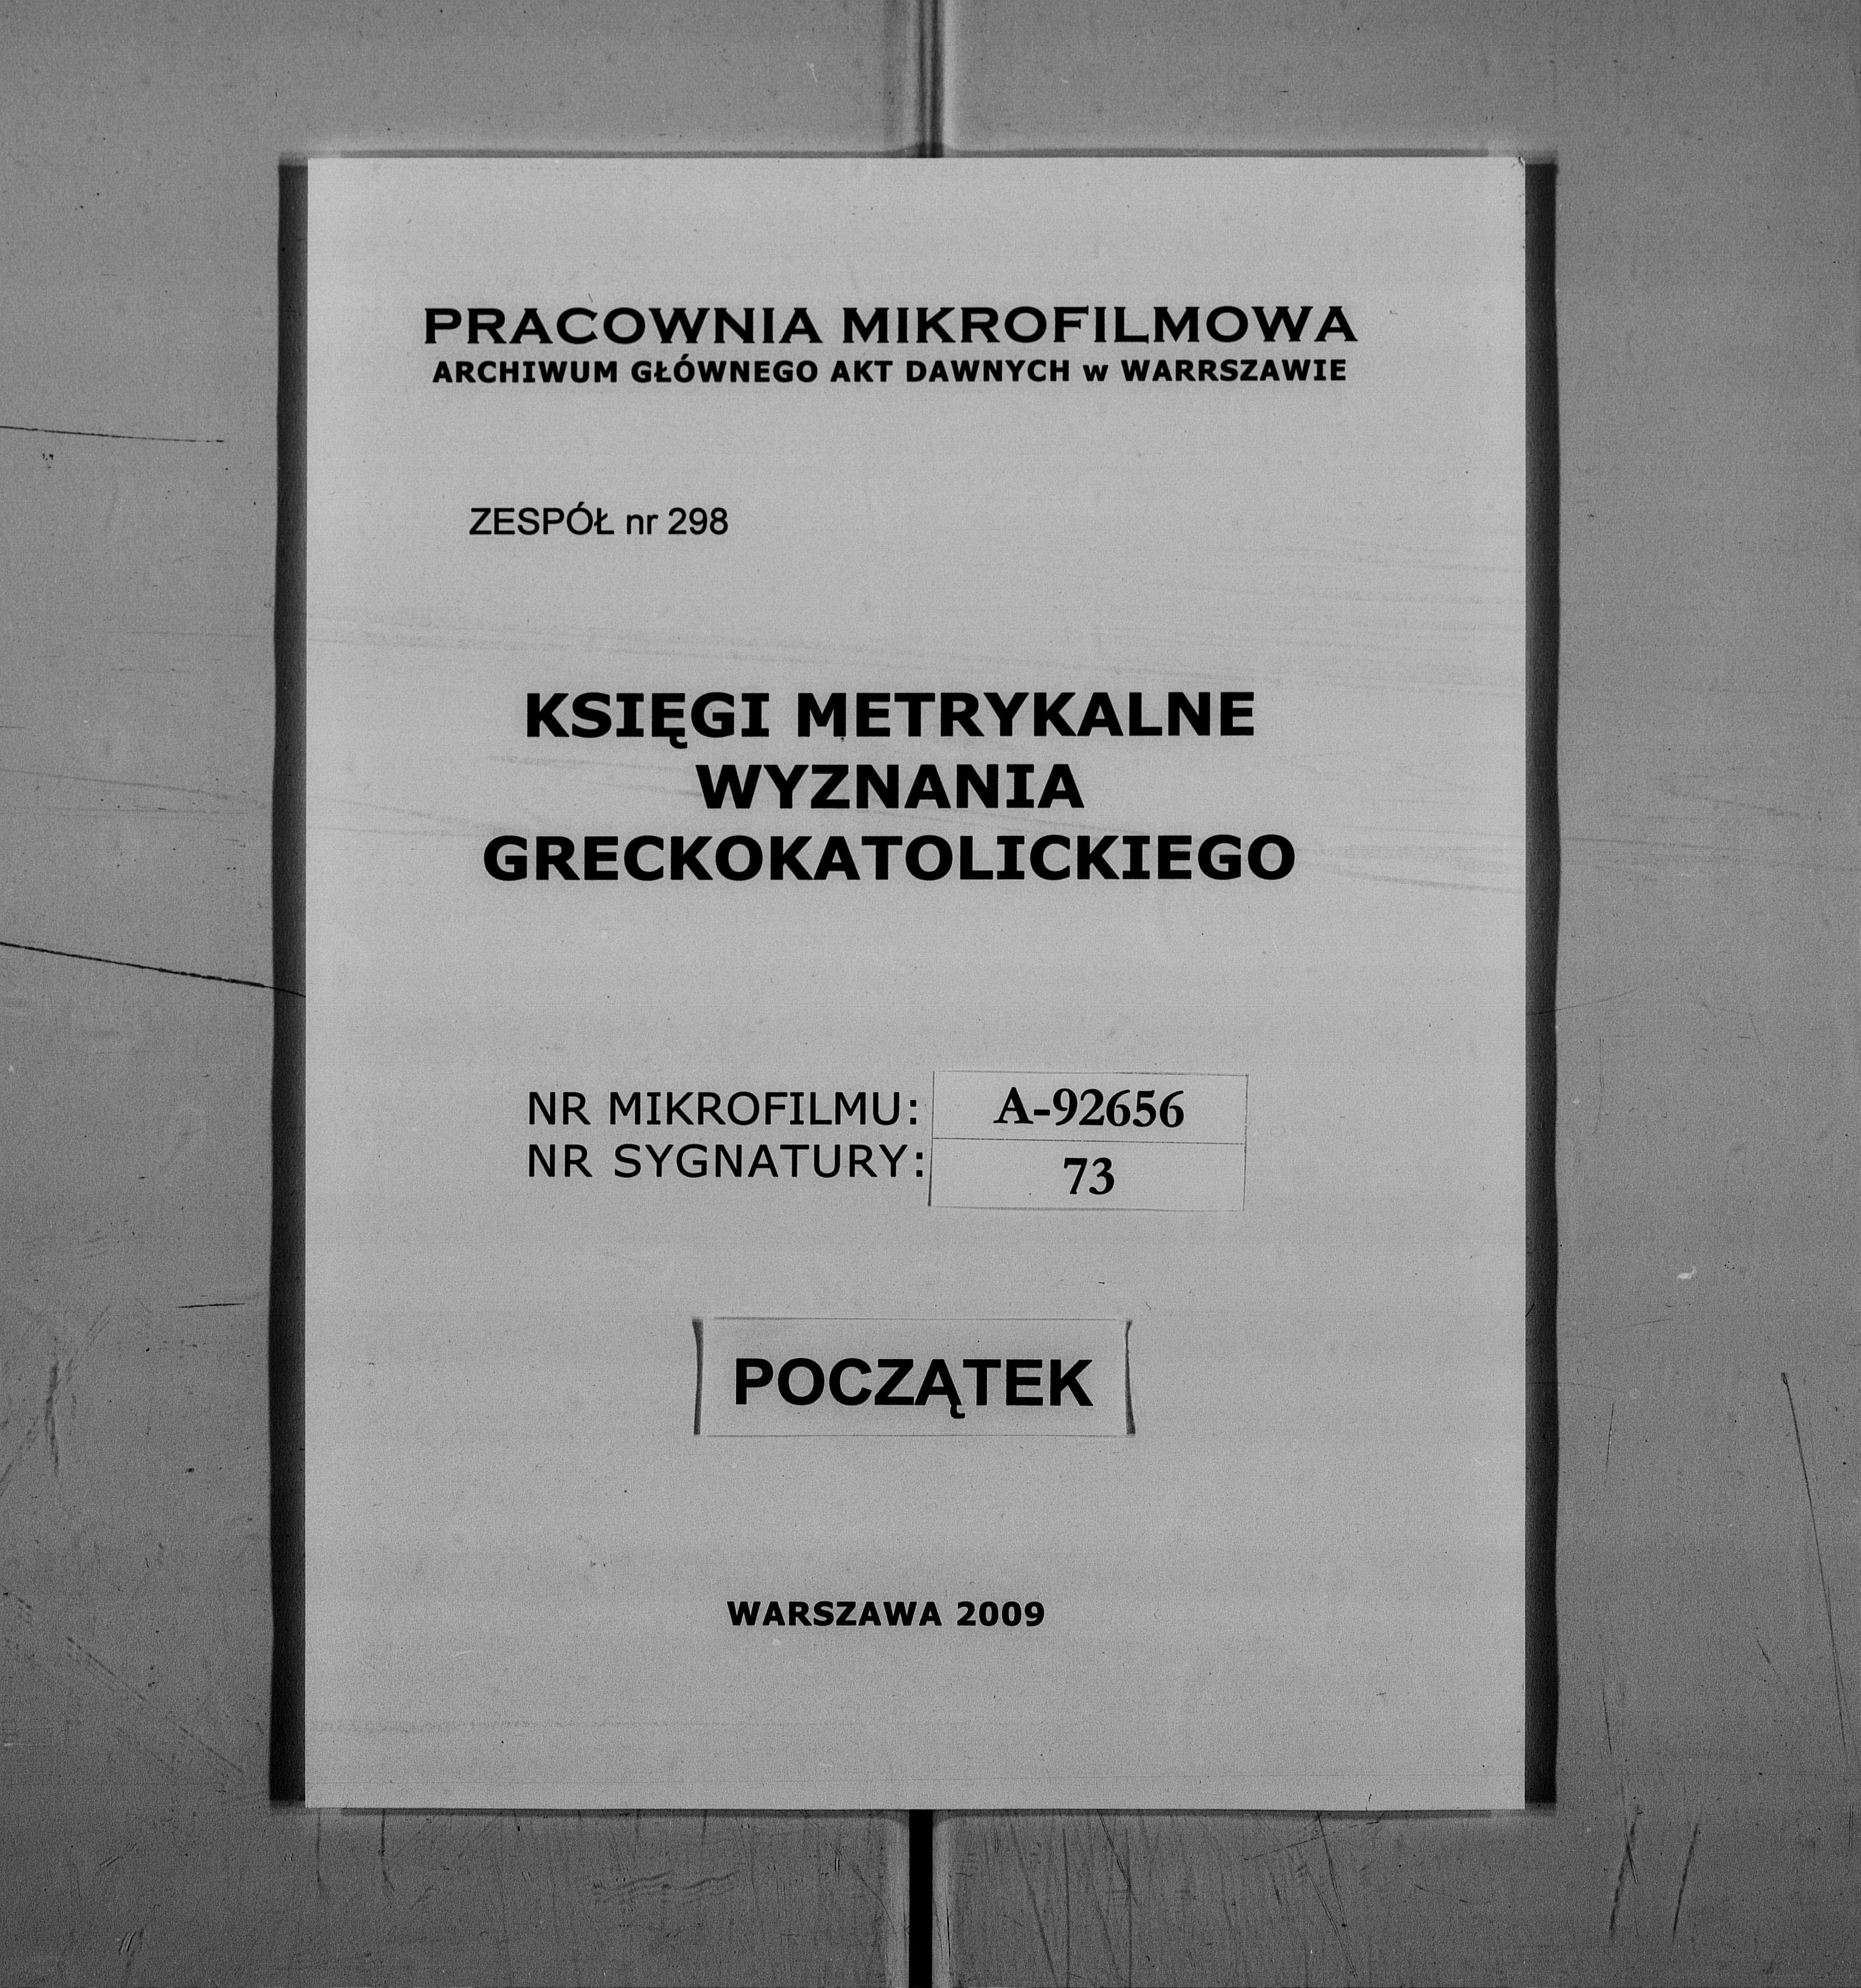 PRACOWNIA MIKROFILMOWA
ARCHIWUM GŁÓWNEGO AKT DAWNYCH w WARRSZAWIE
ZESPÓŁ nr 298
KSIĘGI METRYKALNE
WYZNANIA
GRECKOKATOLICKIEGO
NR MIKROFILMU: A-92656
NR SYGNATURY: 73
POCZĄTEK
WARSZAWA 2009